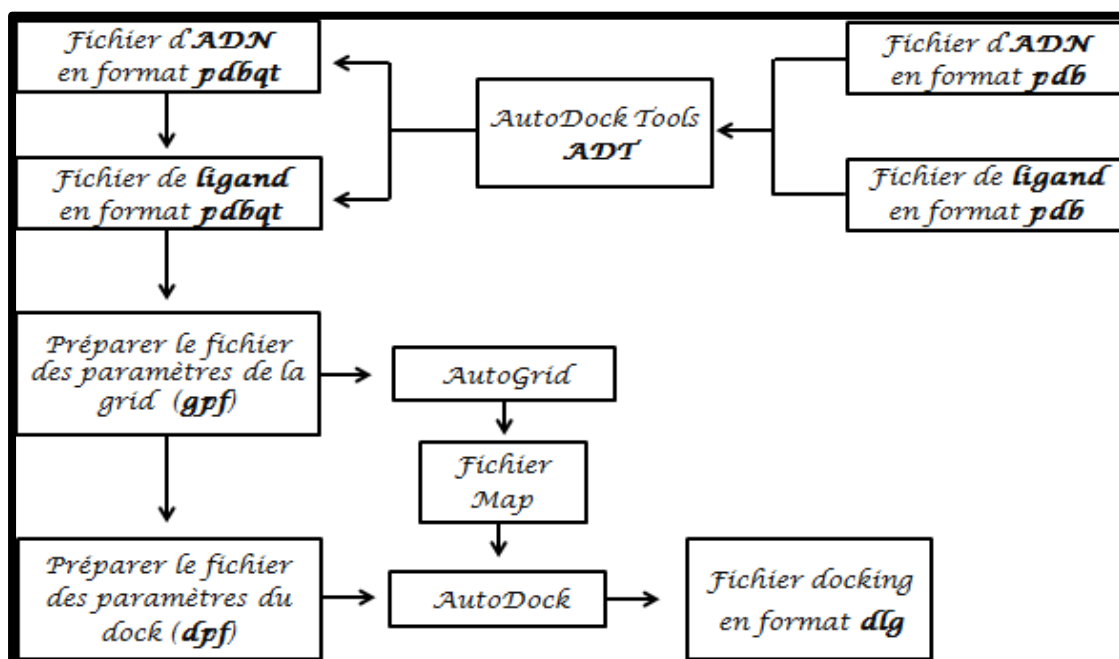 Fichier d'ADN
en format pdbqt
Fichier d'ADN
en format pdb
AutoDock Tools
ADT
Fichier de ligand
en format pdbqt
Fichier de ligand
en format pdb
Préparer le fichier
des paramètres de la
grid (gpf)
AutoGrid
Fichier
Map
Préparer le fichier
des paramètres du
dock (dpf)
AutoDock
Fichier docking
en format dlg